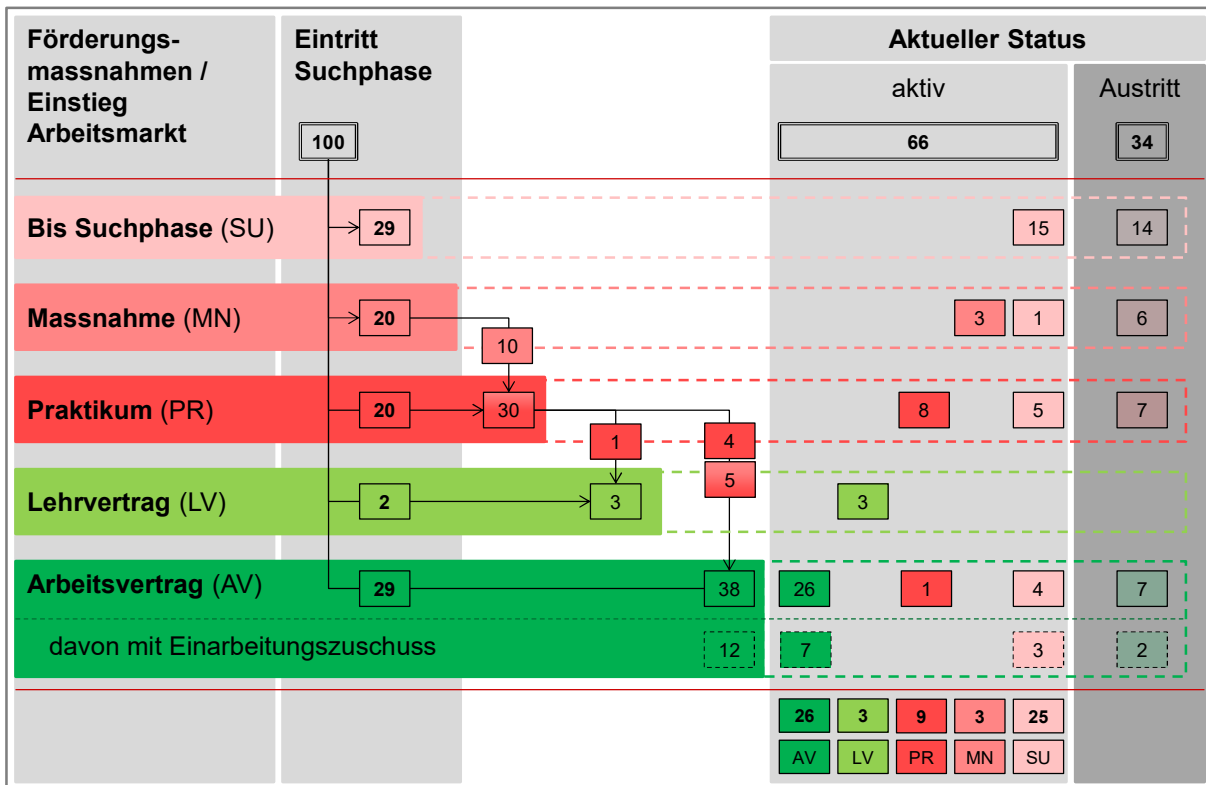 Förderungs-
massnahmen /
Einstieg
Arbeitsmarkt
Eintritt
Suchphase
100
Aktueller Status
aktiv
Austritt
66
34
Bis Suchphase (SU)
29
15
14
Massnahme (MN)
20
3
1
6
10
Praktikum (PR)
20
30
8
5
7
1
4
5
Lehrvertrag (LV)
2
3
3
Arbeitsvertrag (AV)
29
38
26
1
4
7
davon mit Einarbeitungszuschuss
12
7
3
2
26
3
9
3
25
AV
LV
PR
MN
SU